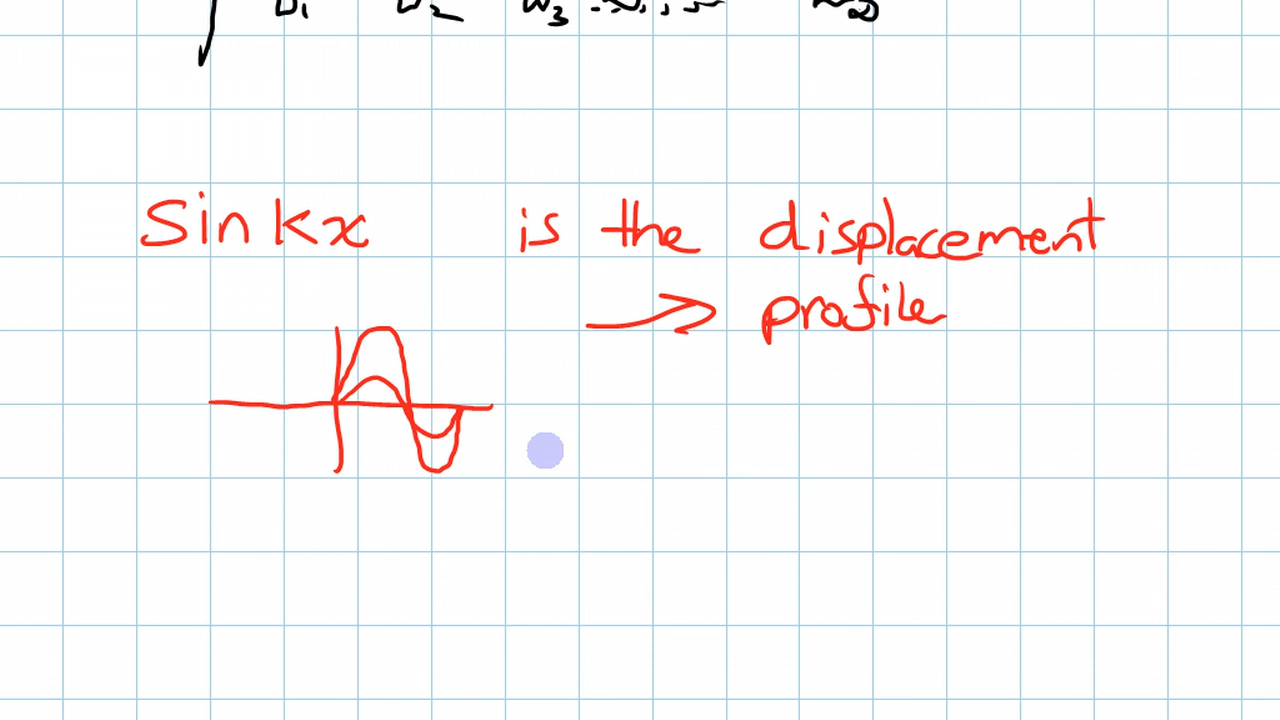 Sin kx is the displacement
→ profile